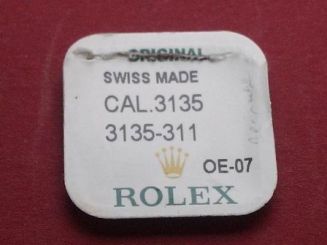 ORIGINAL
SWISS MADE
CAL.3135
3135-311
OE-07
ROLEX